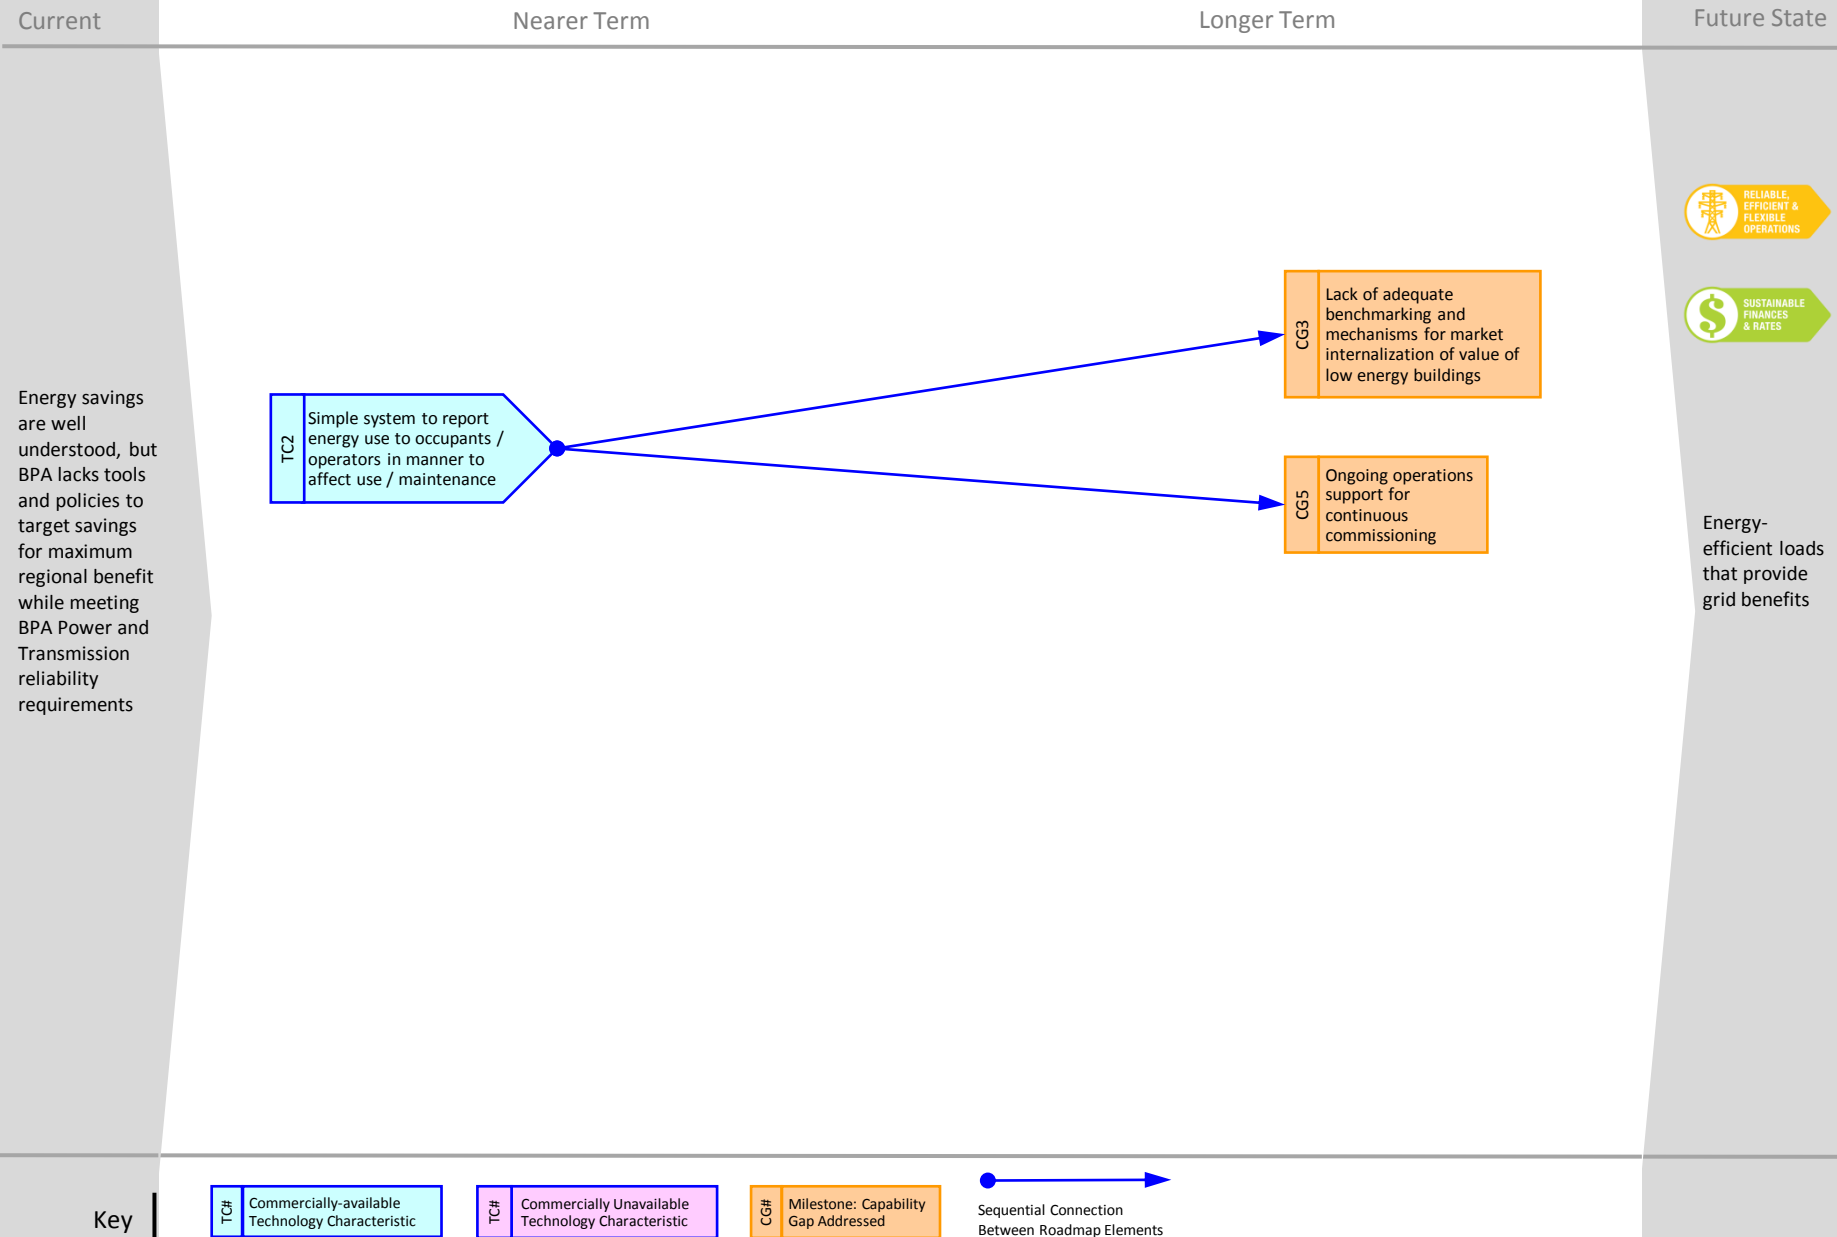 Current
Nearer Term
Longer Term
Future State
RELIABLE,
EFFICIENT &
FLEXIBLE
OPERATIONS
SUSTAINABLE
FINANCES
& RATES
Energy savings
are well
understood, but
BPA lacks tools
and policies to
target savings
for maximum
regional benefit
while meeting
BPA Power and
Transmission
reliability
requirements
TC2
Simple system to report
energy use to occupants /
operators in manner to
affect use / maintenance
CG3
Lack of adequate
benchmarking and
mechanisms for market
internalization of value of
low energy buildings
CG5
Ongoing operations
support for
continuous
commissioning
Energy-
efficient loads
that provide
grid benefits
Key
TC#
Commercially-available
Technology Characteristic
TC#
Commercially Unavailable
Technology Characteristic
CG#
Milestone: Capability
Gap Addressed
Sequential Connection
Between Roadmap Elements